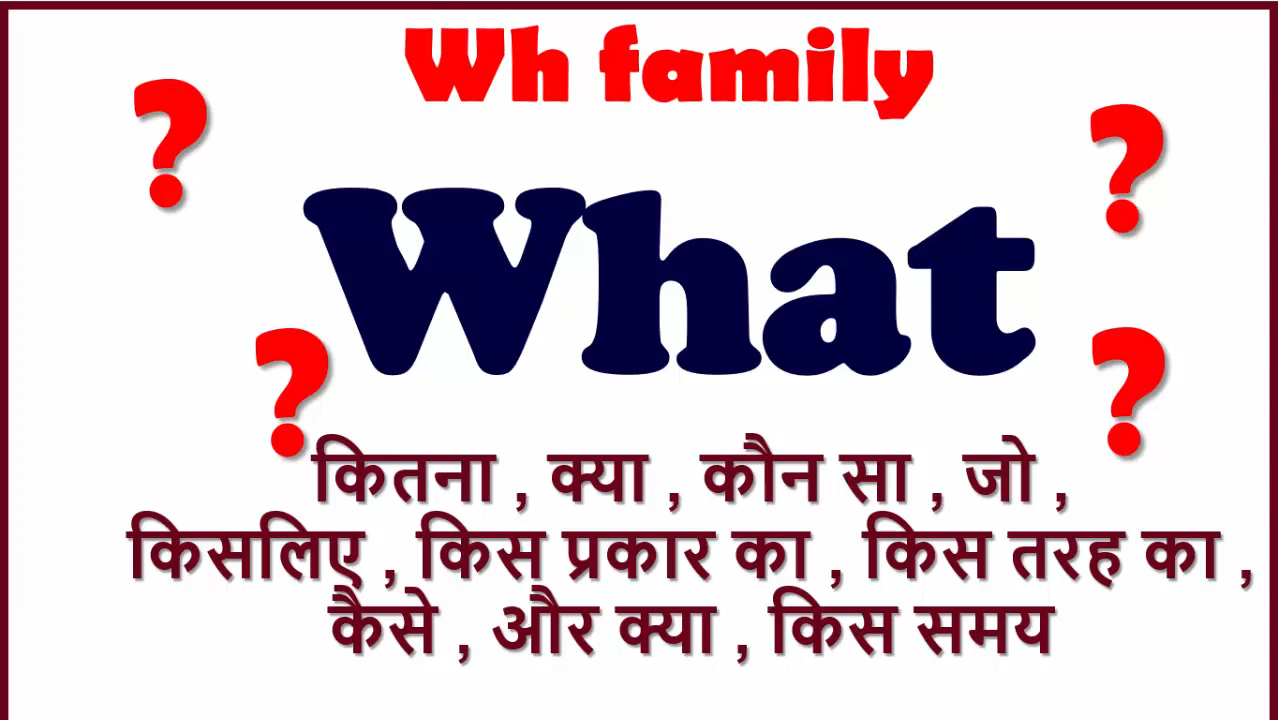 Wh family
?
?
What
?
?
कितना , क्या , कौन सा , जो ,
किसलिए , किस प्रकार का , किस तरह का ,
कैसे , और क्या , किस समय